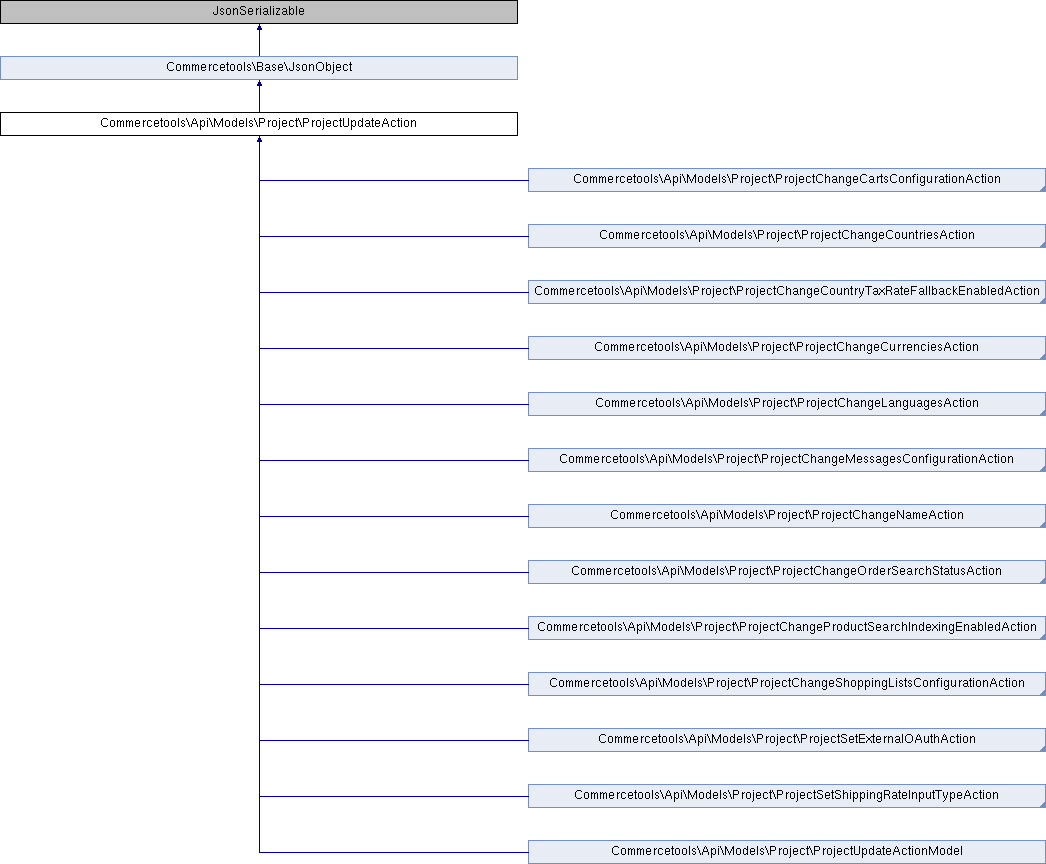 JsonSerializable
Commercetools\Base\JsonObject
Commercetools\Api\Models\Project\ProjectUpdateAction
Commercetools\Api\Models\Project\ProjectChangeCartsConfigurationAction
Commercetools\Api\Models\Project\ProjectChangeCountriesAction
Commercetools\Api\Models\Project\ProjectChangeCountryTaxRateFallbackEnabledAction
Commercetools\Api\Models\Project\ProjectChangeCurrenciesAction
Commercetools\Api\Models\Project\ProjectChangeLanguagesAction
Commercetools\Api\Models\Project\ProjectChangeMessagesConfigurationAction
Commercetools\Api\Models\Project\ProjectChangeNameAction
Commercetools\Api\Models\Project\ProjectChangeOrderSearchStatusAction
Commercetools\Api\Models\Project\ProjectChangeProductSearchIndexingEnabledAction
Commercetools\Api\Models\Project\ProjectChangeShoppingListsConfigurationAction
Commercetools\Api\Models\Project\ProjectSetExternalOAuthAction
Commercetools\Api\Models\Project\ProjectSetShippingRateInputTypeAction
Commercetools\Api\Models\Project\ProjectUpdateActionModel